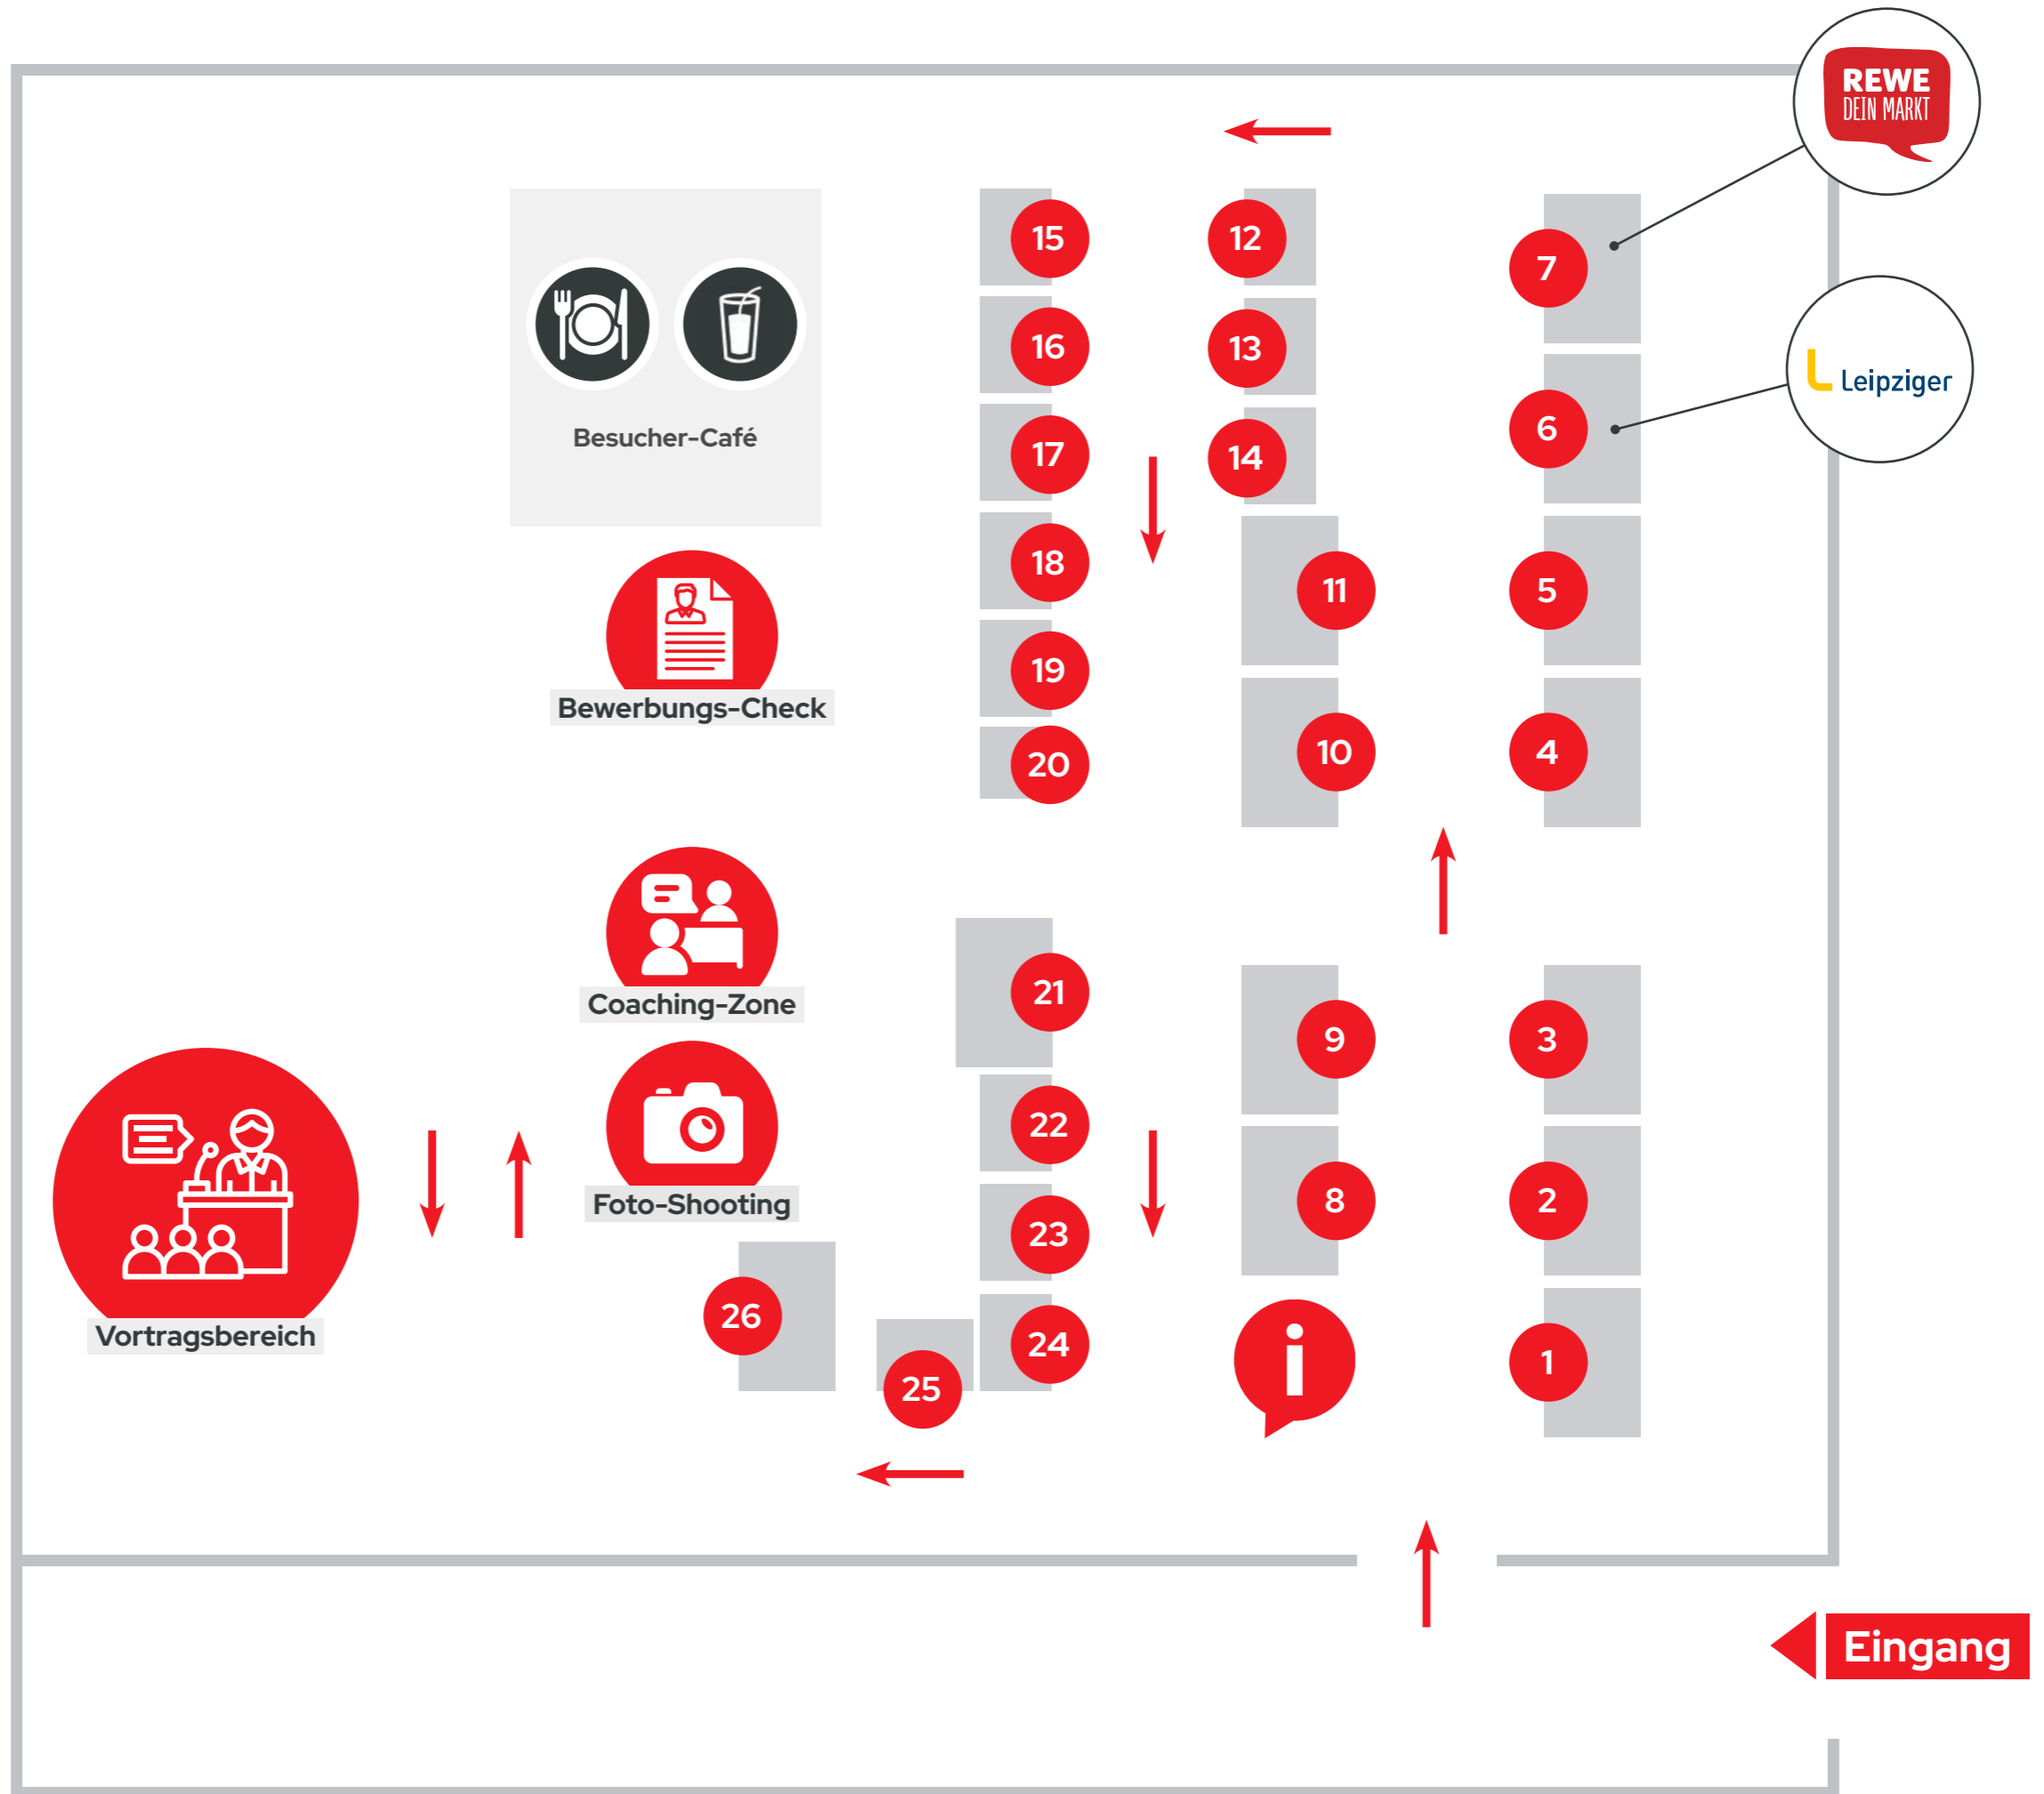 REWE
DEIN MARKT
Leipziger
15
12
7
16
13
6
Besucher-Café
17
14
18
11
5
19
Bewerbungs-Check
20
10
4
21
Coaching-Zone
9
3
22
Foto-Shooting
8
2
23
26
Vortragsbereich
24
i
1
25
Eingang